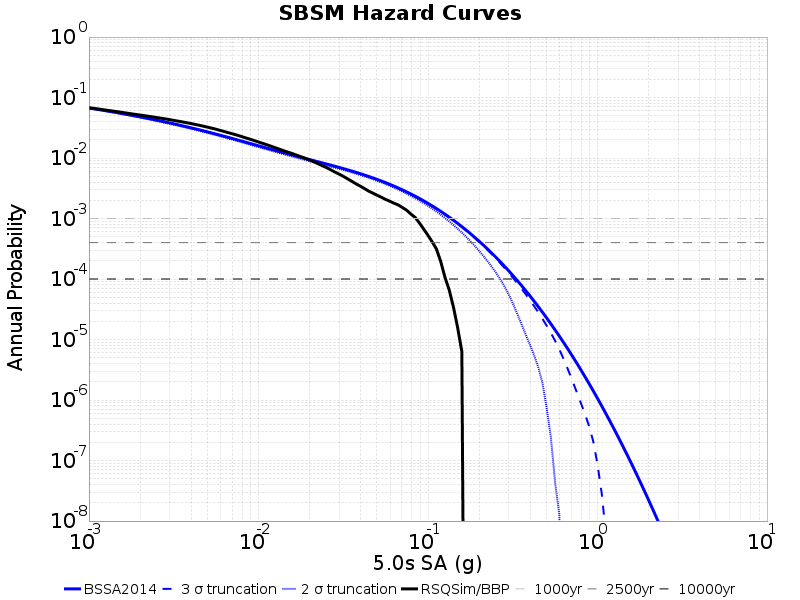 SBSM Hazard Curves
Annual Probability
10^0
10^-1
10^-2
10^-3
10^-4
10^-5
10^-6
10^-7
10^-8
10^-3 10^-2 10^-1 10^0 10^1
5.0s SA (g)
BSSA2014 3 σ truncation 2 σ truncation RSQSim/BBP 1000yr 2500yr 10000yr